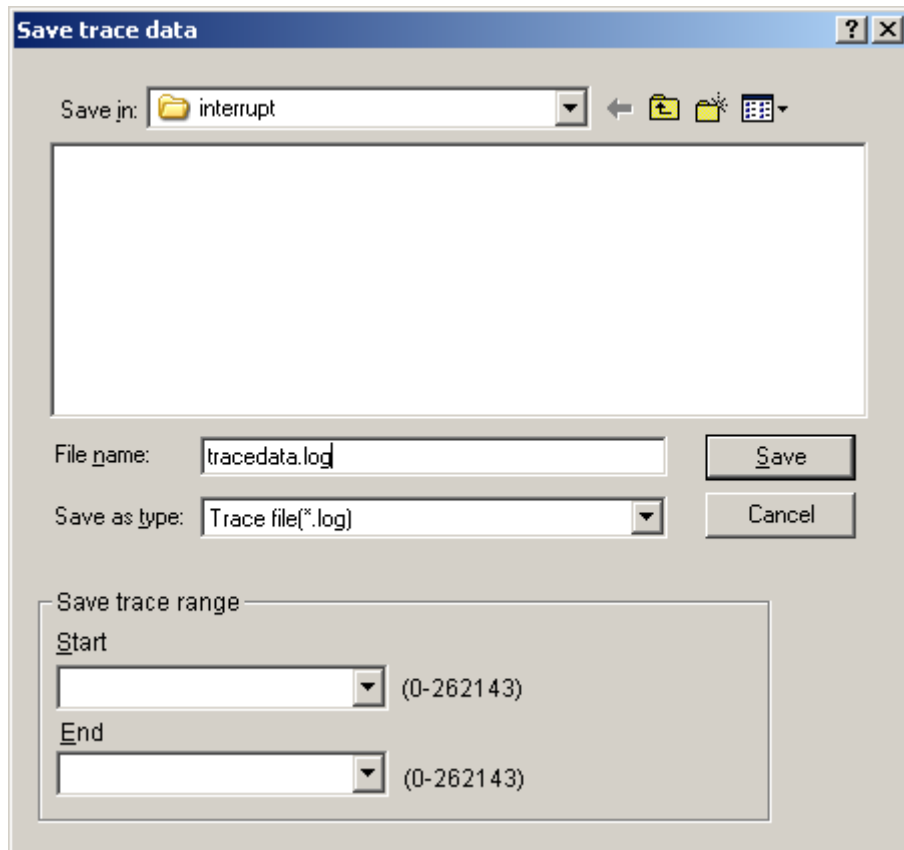 Save trace data
Save in: interrupt
File name: tracedata.log Save
Save as type: Trace file(*.log) Cancel
Save trace range
Start
(0-262143)
End
(0-262143)